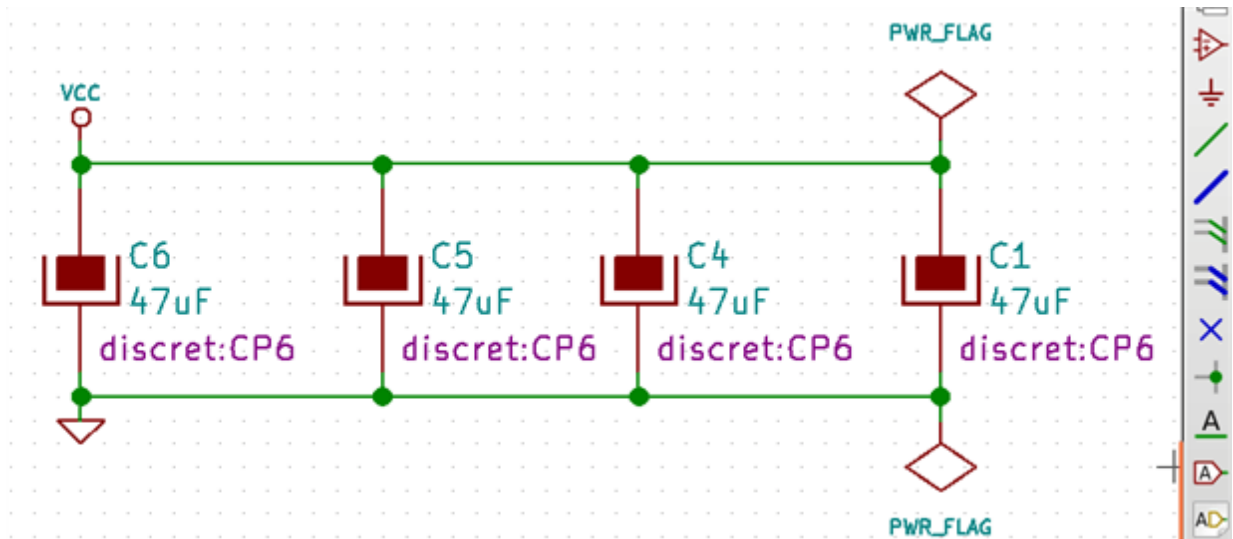 PWR_FLAG
VCC
C6
47uF
discret:CP6
C5
47uF
discret:CP6
C4
47uF
discret:CP6
C1
47uF
discret:CP6
PWR_FLAG
A
A
AD